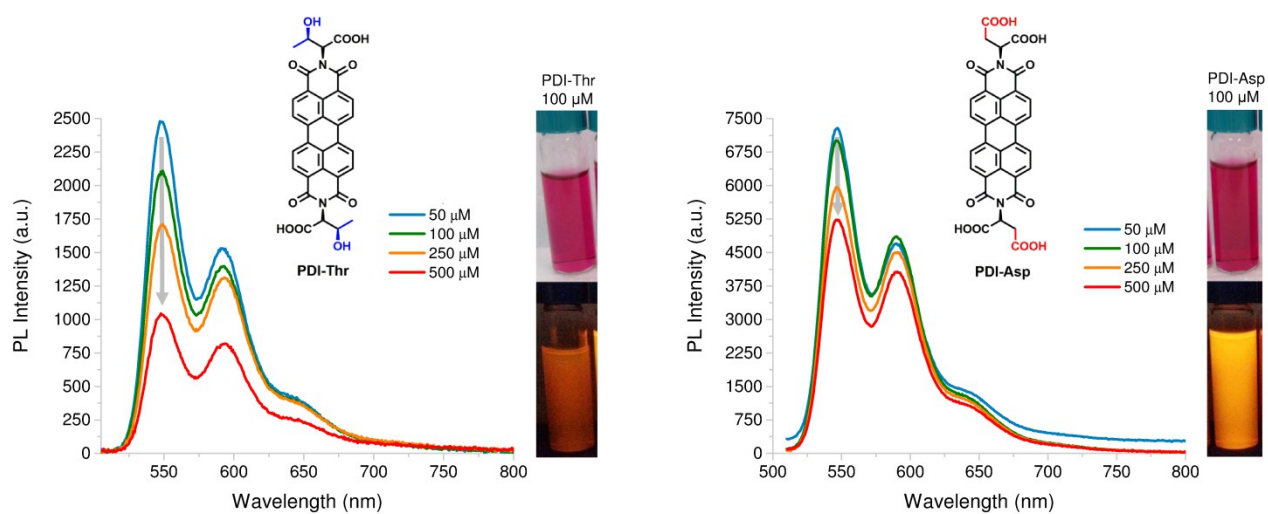 OH
COOH
O
N
O
O
N
O
HOOC
OH
PDI-Thr
PDI-Thr
100 µM
2500
2250
2000
1750
1500
1250
1000
750
500
250
0
PL Intensity (a.u.)
50 µM
100 µM
250 µM
500 µM
550
600
650
700
750
800
Wavelength (nm)
COOH
COOH
O
N
O
O
N
O
HOOC
COOH
PDI-Asp
PDI-Asp
100 µM
7500
6750
6000
5250
4500
3750
3000
2250
1500
750
0
PL Intensity (a.u.)
50 µM
100 µM
250 µM
500 µM
500
550
600
650
700
750
800
Wavelength (nm)